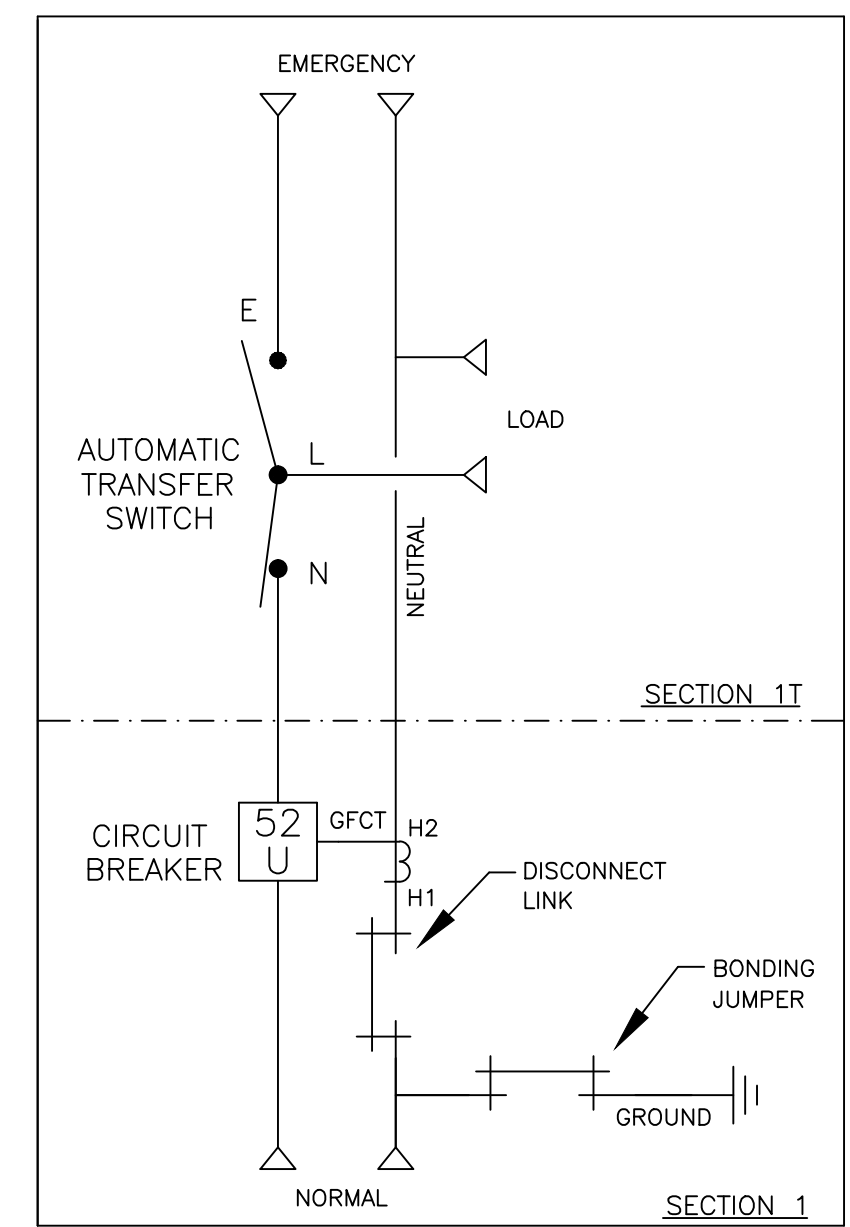 EMERGENCY
E
LOAD
AUTOMATIC
TRANSFER
SWITCH
L
N
NEUTRAL
SECTION 1T
CIRCUIT
BREAKER
52
U
GFCT
H2
H1
DISCONNECT
LINK
BONDING
JUMPER
GROUND
NORMAL
SECTION 1